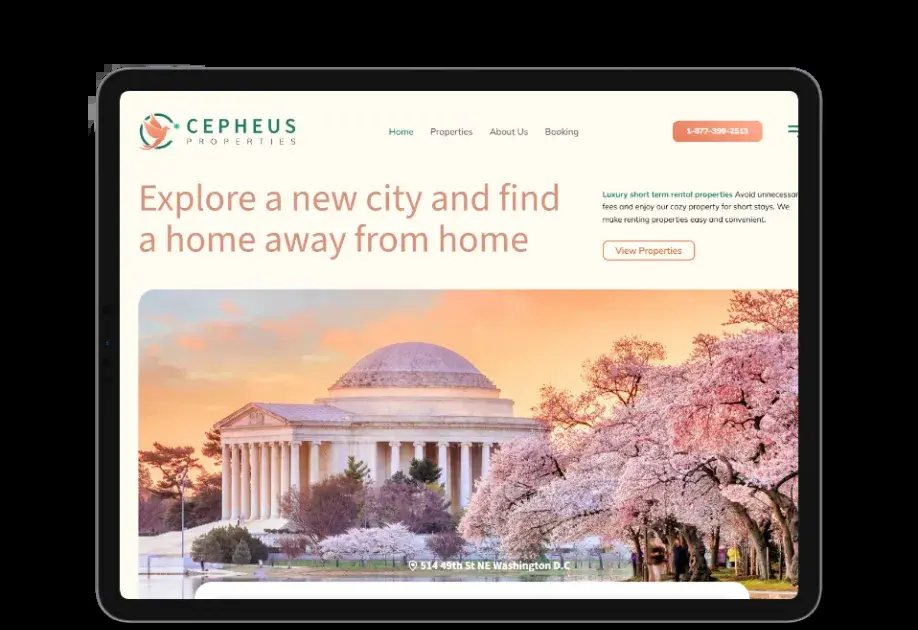 CEPHEUS
PROPERTIES
Home Properties About Us Booking
1-877-399-2513
Explore a new city and find
a home away from home
Luxury short term rental properties Avoid unnecessar
fees and enjoy our cozy property for short stays. We
make renting properties easy and convenient.
View Properties
514 49th St NE Washington D.C